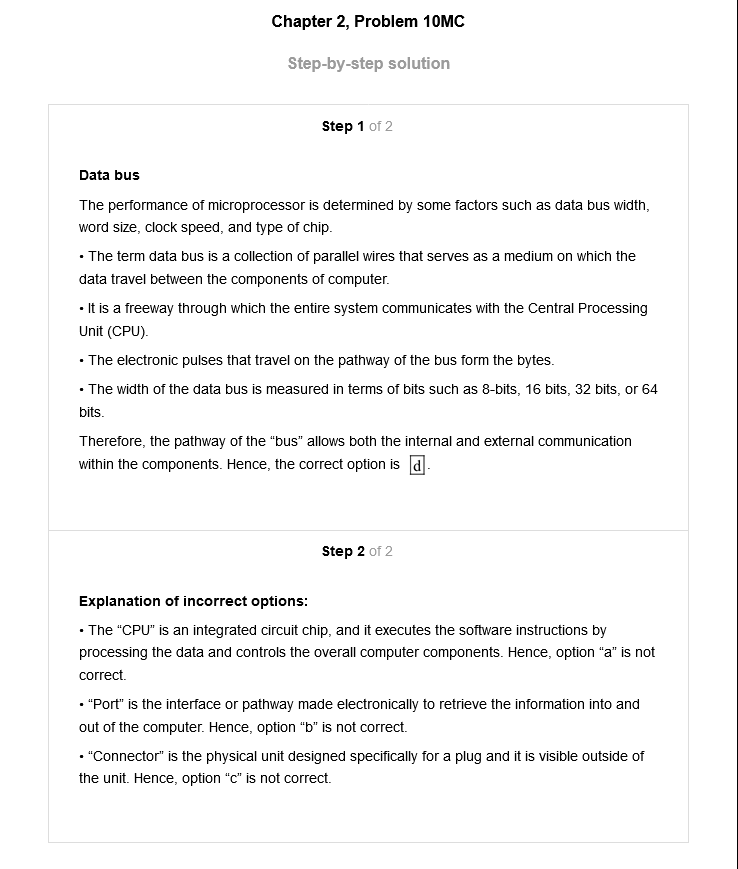 Chapter 2, Problem 10MC
Step-by-step solution
Step 1 of 2
Data bus
The performance of microprocessor is determined by some factors such as data bus width,
word size, clock speed, and type of chip.
• The term data bus is a collection of parallel wires that serves as a medium on which the
data travel between the components of computer.
• It is a freeway through which the entire system communicates with the Central Processing
Unit (CPU).
• The electronic pulses that travel on the pathway of the bus form the bytes.
• The width of the data bus is measured in terms of bits such as 8-bits, 16 bits, 32 bits, or 64
bits.
Therefore, the pathway of the “bus” allows both the internal and external communication
within the components. Hence, the correct option is d.
Step 2 of 2
Explanation of incorrect options:
• The “CPU” is an integrated circuit chip, and it executes the software instructions by
processing the data and controls the overall computer components. Hence, option “a” is not
correct.
• “Port” is the interface or pathway made electronically to retrieve the information into and
out of the computer. Hence, option “b” is not correct.
• “Connector” is the physical unit designed specifically for a plug and it is visible outside of
the unit. Hence, option “c” is not correct.